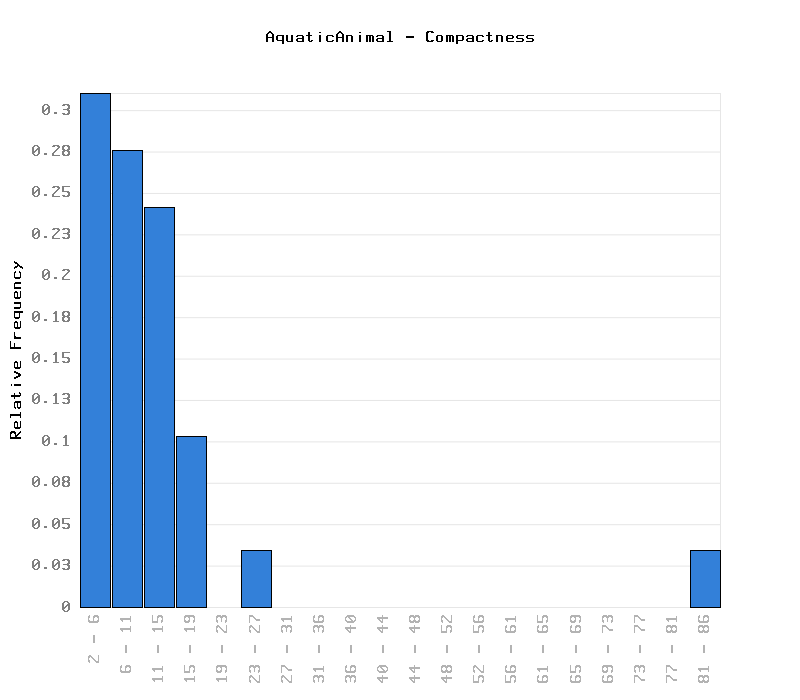 AquaticAnimal - Compactness
Relative Frequency
0.3
0.28
0.25
0.23
0.2
0.18
0.15
0.13
0.1
0.08
0.05
0.03
0
2 - 6
6 - 11
11 - 15
15 - 19
19 - 23
23 - 27
27 - 31
31 - 36
36 - 40
40 - 44
44 - 48
48 - 52
52 - 56
56 - 61
61 - 65
65 - 69
69 - 73
73 - 77
77 - 81
81 - 86